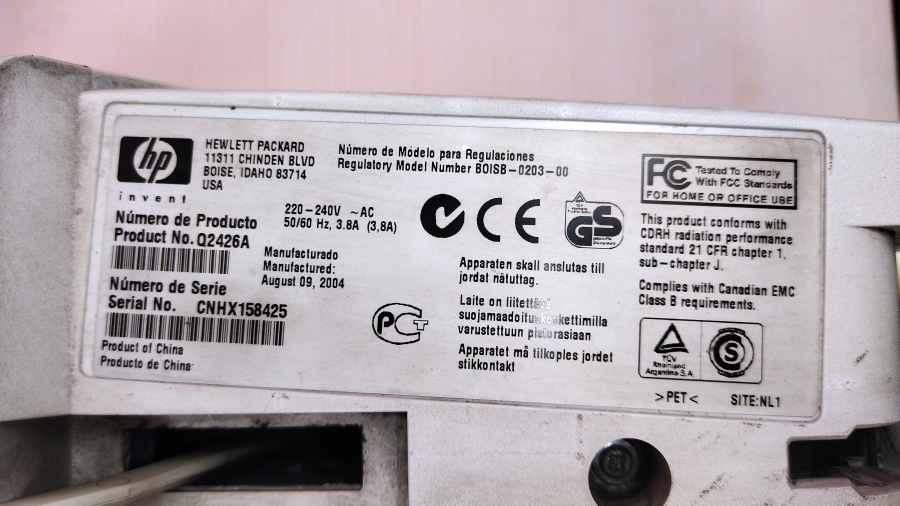 hp
invent
HEWLETT PACKARD
11311 CHINDEN BLVD
BOISE, IDAHO 83714
USA
Número de Modelo para Regulaciones
Regulatory Model Number BOISB-0203-00
Número de Producto
Product No. Q2426A
220-240V ~AC
50/60 Hz, 3.8A (3,8A)
Manufacturado
Manufactured:
August 09, 2004
Número de Serie
Serial No. CNHX158425
Product of China
Producto de China
PCT
CE
GS
Apparaten skall anslutas till
jordat nätuttag.
Laite on liitettävä
suojamaadoituskoskettimilla
varustettuun pistorasiaan
Apparatet må tilkoples jordet
stikkontakt
FC Tested To Comply
With FCC Standards
FOR HOME OR OFFICE USE
This product conforms with
CDRH radiation performance
standard 21 CFR chapter 1,
sub-chapter J.
Complies with Canadian EMC
Class B requirements.
TÜV
Rheinland
Argentina S.A
S
>PET<
SITE:NL1